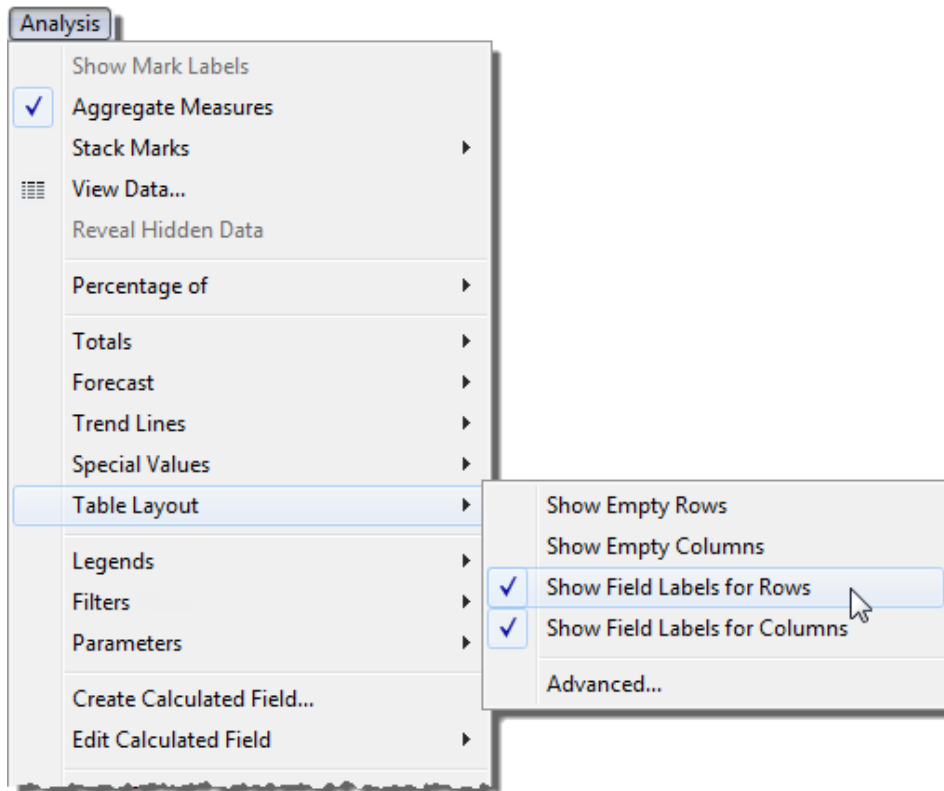 Analysis
Show Mark Labels
Aggregate Measures
Stack Marks
View Data...
Reveal Hidden Data
Percentage of
Totals
Forecast
Trend Lines
Special Values
Table Layout
Show Empty Rows
Show Empty Columns
Show Field Labels for Rows
Show Field Labels for Columns
Advanced...
Legends
Filters
Parameters
Create Calculated Field...
Edit Calculated Field